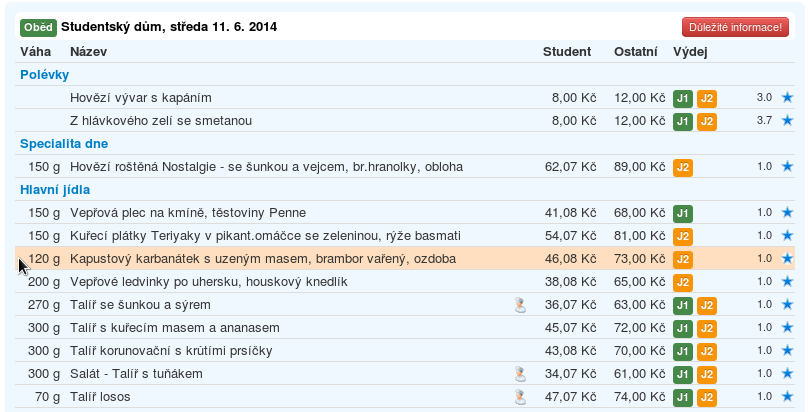 Oběd Studentský dům, středa 11. 6. 2014 Důležité informace!
Váha Název Student Ostatní Výdej
Polévky
Hovězí vývar s kapáním 8,00 Kč 12,00 Kč J1 J2 3.0
Z hlávkového zelí se smetanou 8,00 Kč 12,00 Kč J1 J2 3.7
Specialita dne
150 g Hovězí roštěná Nostalgie - se šunkou a vejcem, br.hranolky, obloha 62,07 Kč 89,00 Kč J2 1.0
Hlavní jídla
150 g Vepřová plec na kmíně, těstoviny Penne 41,08 Kč 68,00 Kč J1 1.0
150 g Kuřecí plátky Teriyaky v pikant.omáčce se zeleninou, rýže basmati 54,07 Kč 81,00 Kč J2 1.0
120 g Kapustový karbanátek s uzeným masem, brambor vařený, ozdoba 46,08 Kč 73,00 Kč J2 1.0
200 g Vepřové ledvinky po uhersku, houskový knedlík 38,08 Kč 65,00 Kč J2 1.0
270 g Talíř se šunkou a sýrem 36,07 Kč 63,00 Kč J1 J2 1.0
300 g Talíř s kuřecím masem a ananasem 45,07 Kč 72,00 Kč J1 J2 1.0
300 g Talíř korunovační s krůtími prsíčky 43,08 Kč 70,00 Kč J1 J2 1.0
300 g Salát - Talíř s tuňákem 34,07 Kč 61,00 Kč J1 J2 1.0
70 g Talíř losos 47,07 Kč 74,00 Kč J1 J2 1.0